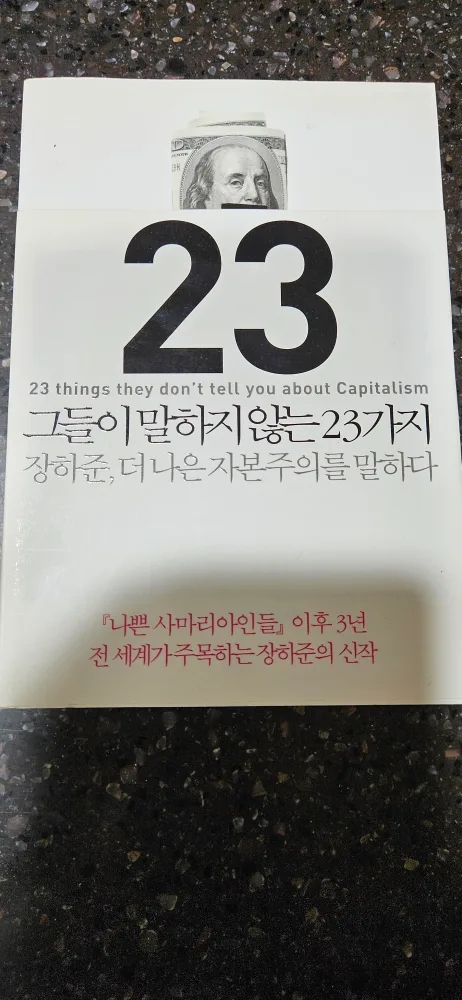 23
23 things they don't tell you about Capitalism
그들이 말하지 않는 23가지
장하준, 더 나은 자본주의를 말하다
『나쁜 사마리아인들』 이후 3년
전 세계가 주목하는 장하준의 신작